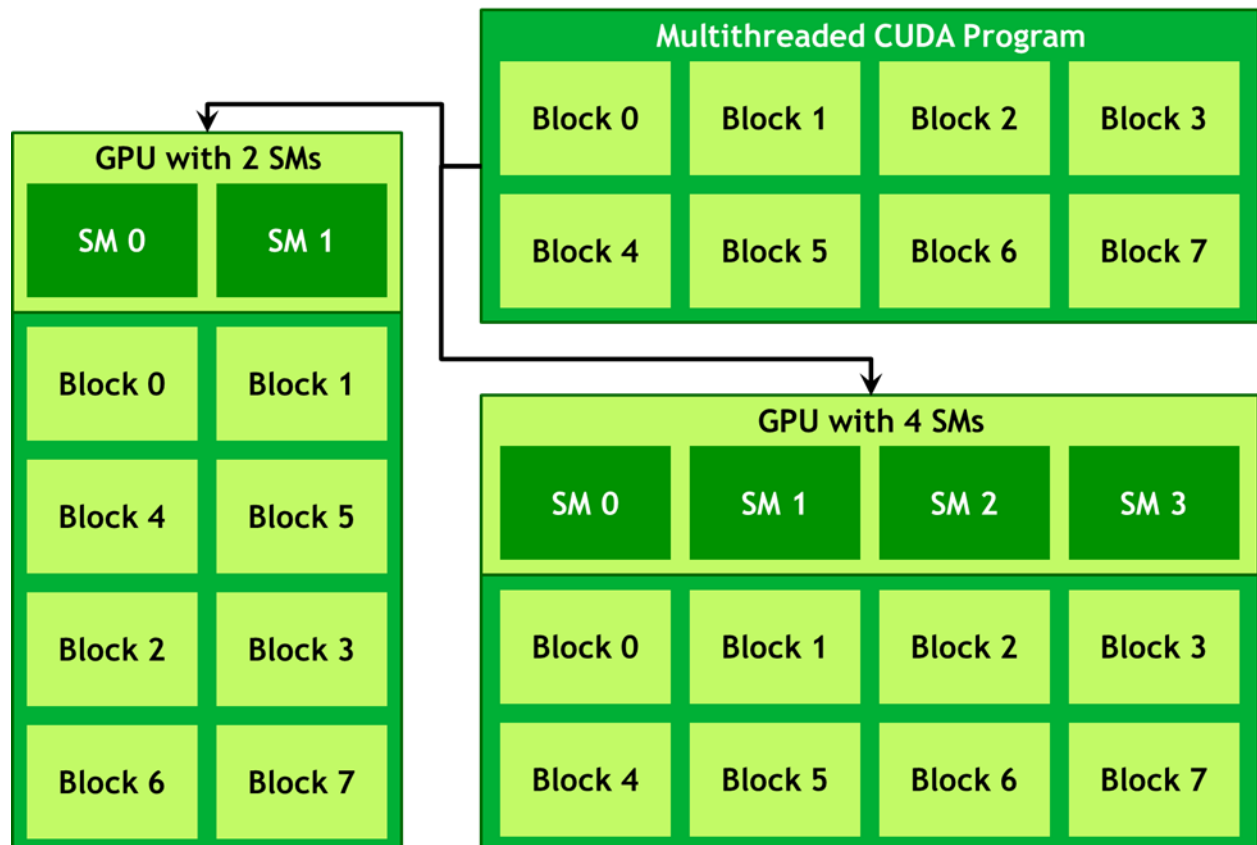 Multithreaded CUDA Program
Block 0 Block 1 Block 2 Block 3
Block 4 Block 5 Block 6 Block 7
GPU with 2 SMs
SM 0 SM 1
Block 0 Block 1
Block 4 Block 5
Block 2 Block 3
Block 6 Block 7
GPU with 4 SMs
SM 0 SM 1 SM 2 SM 3
Block 0 Block 1 Block 2 Block 3
Block 4 Block 5 Block 6 Block 7